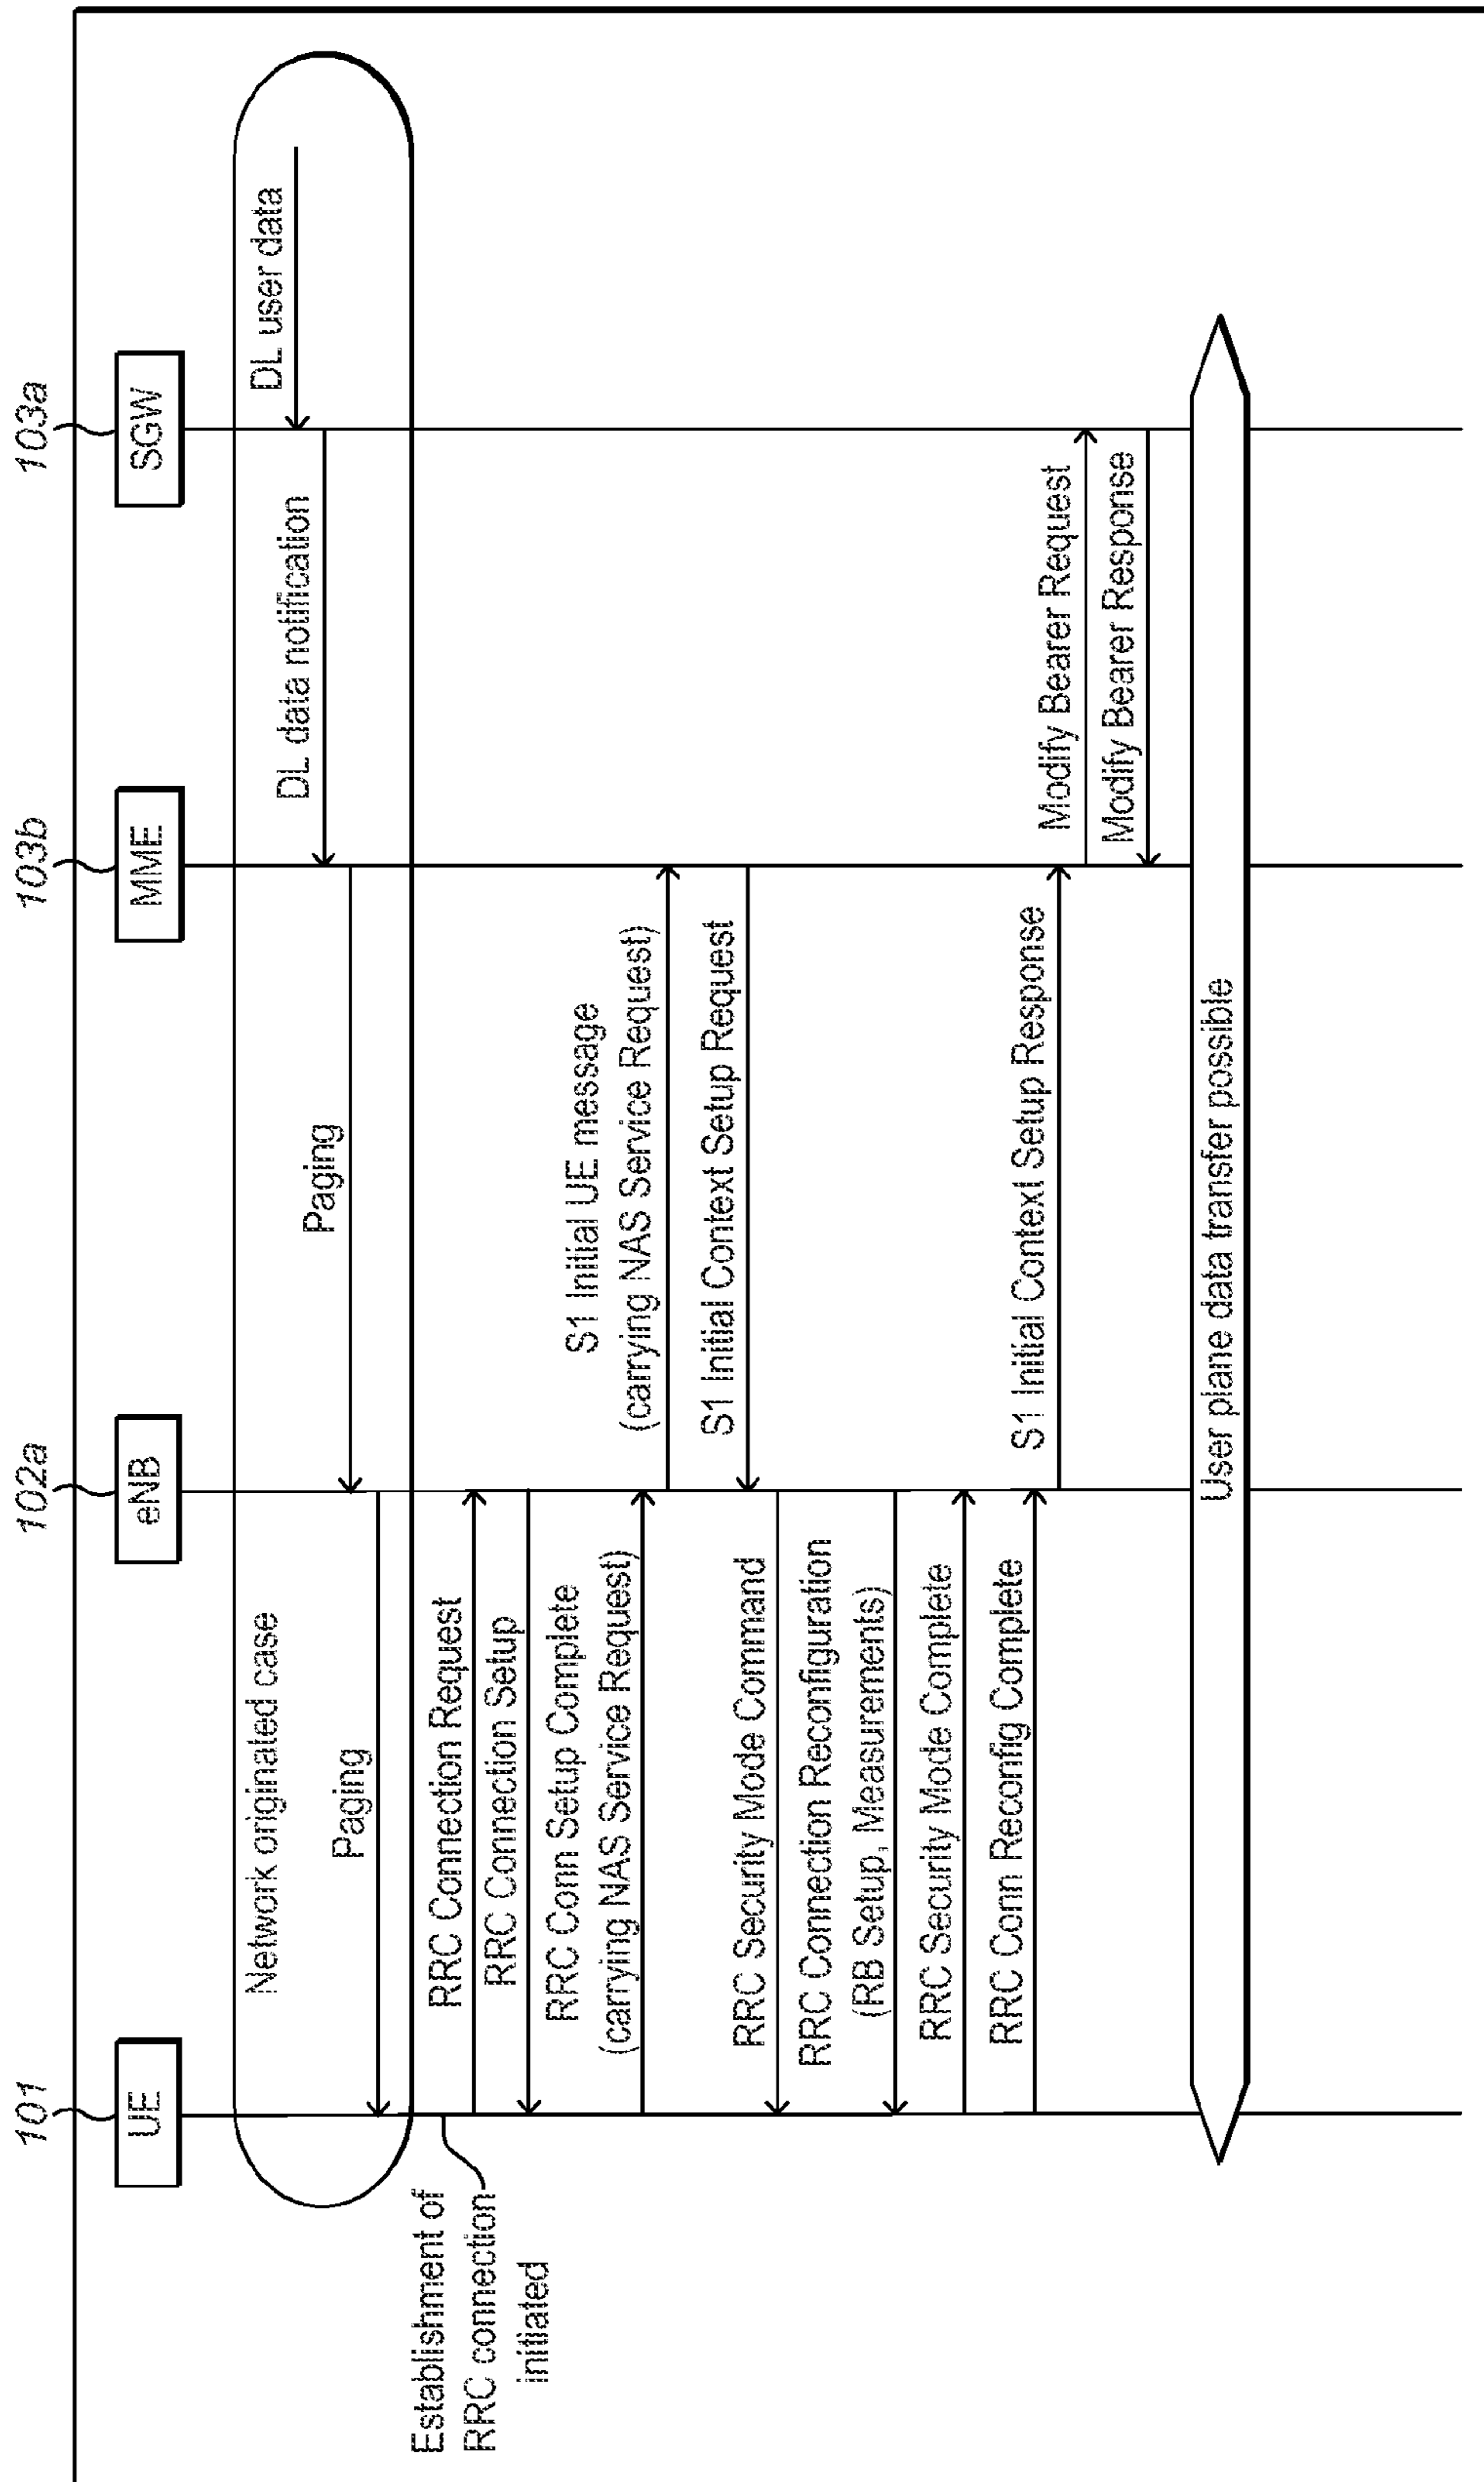 101
102a
103b
103a
UE
eNB
MME
SGW
Network originated case
DL user data
DL data notification
Paging
Paging
Establishment of
RRC connection
initiated
RRC Connection Request
RRC Connection Setup
RRC Conn Setup Complete
(carrying NAS Service Request)
S1 Initial UE message
(carrying NAS Service Request)
S1 Initial Context Setup Request
RRC Security Mode Command
RRC Connection Reconfiguration
(RB Setup, Measurements)
RRC Security Mode Complete
RRC Conn Reconfig Complete
S1 Initial Context Setup Response
Modify Bearer Request
Modify Bearer Response
User plane data transfer possible